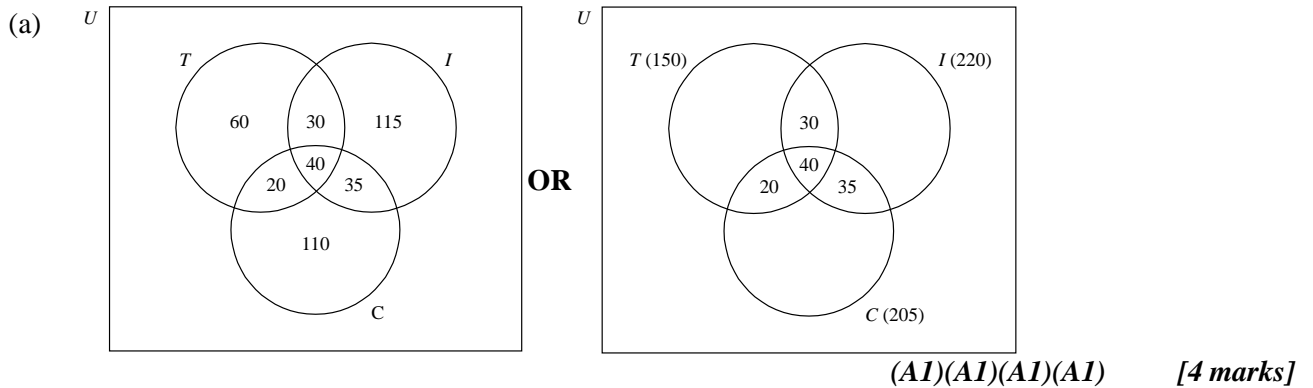 (a)
U
T
I
60
30
115
40
20
35
110
C
OR
U
T (150)
I (220)
30
40
20
35
C (205)
(A1)(A1)(A1)(A1) [4 marks]